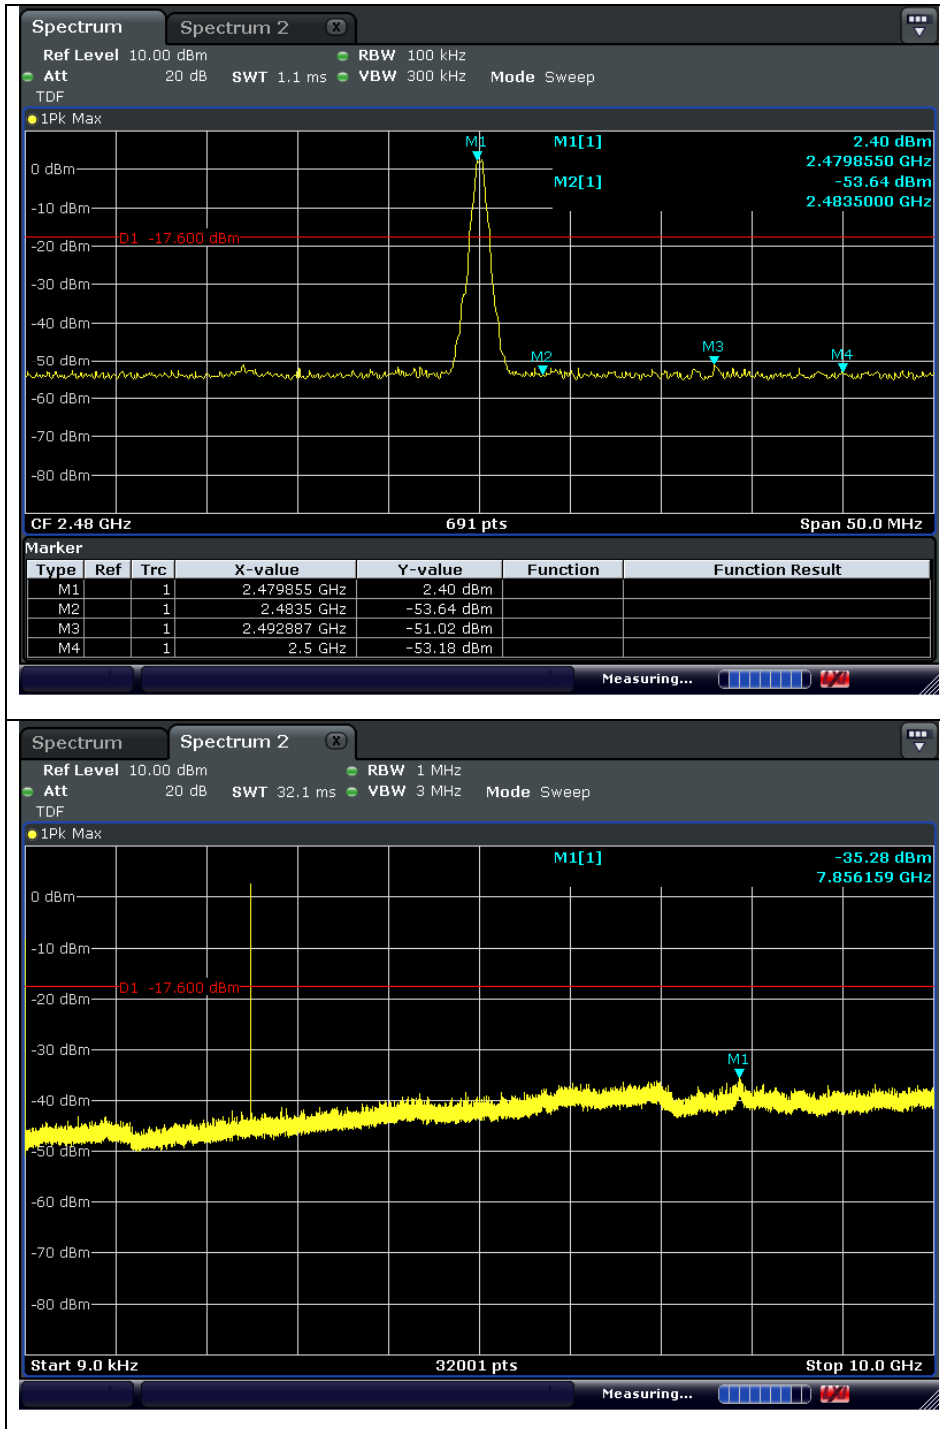 Spectrum Spectrum 2 X
Ref Level 10.00 dBm RBW 100 kHz
Att 20 dB SWT 1.1 ms VBW 300 kHz Mode Sweep
TDF
1Pk Max
M1 M1[1] 2.40 dBm
2.4798550 GHz
0 dBm
M2[1] -53.64 dBm
2.4835000 GHz
-10 dBm
D1 -17.600 dBm
-20 dBm
-30 dBm
-40 dBm
M2 M3 M4
-50 dBm
-60 dBm
-70 dBm
-80 dBm
CF 2.48 GHz 691 pts Span 50.0 MHz
Marker
Type Ref Trc X-value Y-value Function Function Result
M1 1 2.479855 GHz 2.40 dBm
M2 1 2.4835 GHz -53.64 dBm
M3 1 2.492887 GHz -51.02 dBm
M4 1 2.5 GHz -53.18 dBm
Measuring...
Spectrum Spectrum 2 X
Ref Level 10.00 dBm RBW 1 MHz
Att 20 dB SWT 32.1 ms VBW 3 MHz Mode Sweep
TDF
1Pk Max
M1[1] -35.28 dBm
7.856159 GHz
0 dBm
-10 dBm
D1 -17.600 dBm
-20 dBm
-30 dBm
M1
-40 dBm
-50 dBm
-60 dBm
-70 dBm
-80 dBm
Start 9.0 kHz 32001 pts Stop 10.0 GHz
Measuring...